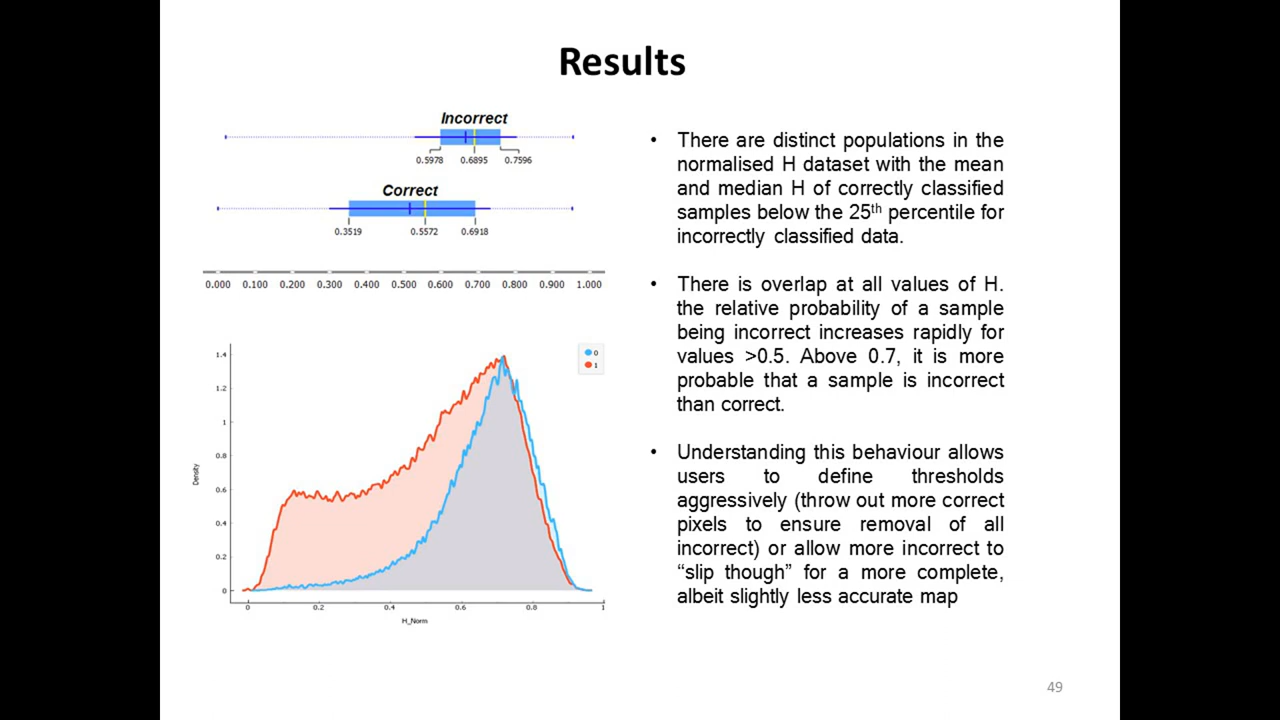 Results
Incorrect
0.5978 0.6895 0.7596
Correct
0.3519 0.5572 0.6918
0.000 0.100 0.200 0.300 0.400 0.500 0.600 0.700 0.800 0.900 1.000
1.4
1.2
1
0.8
0.6
0.4
0.2
0
Density
0 0.2 0.4 0.6 0.8 1
H_Norm
0
1
• There are distinct populations in the
normalised H dataset with the mean
and median H of correctly classified
samples below the 25th percentile for
incorrectly classified data.
• There is overlap at all values of H.
the relative probability of a sample
being incorrect increases rapidly for
values >0.5. Above 0.7, it is more
probable that a sample is incorrect
than correct.
• Understanding this behaviour allows
users to define thresholds
aggressively (throw out more correct
pixels to ensure removal of all
incorrect) or allow more incorrect to
“slip though” for a more complete,
albeit slightly less accurate map
49